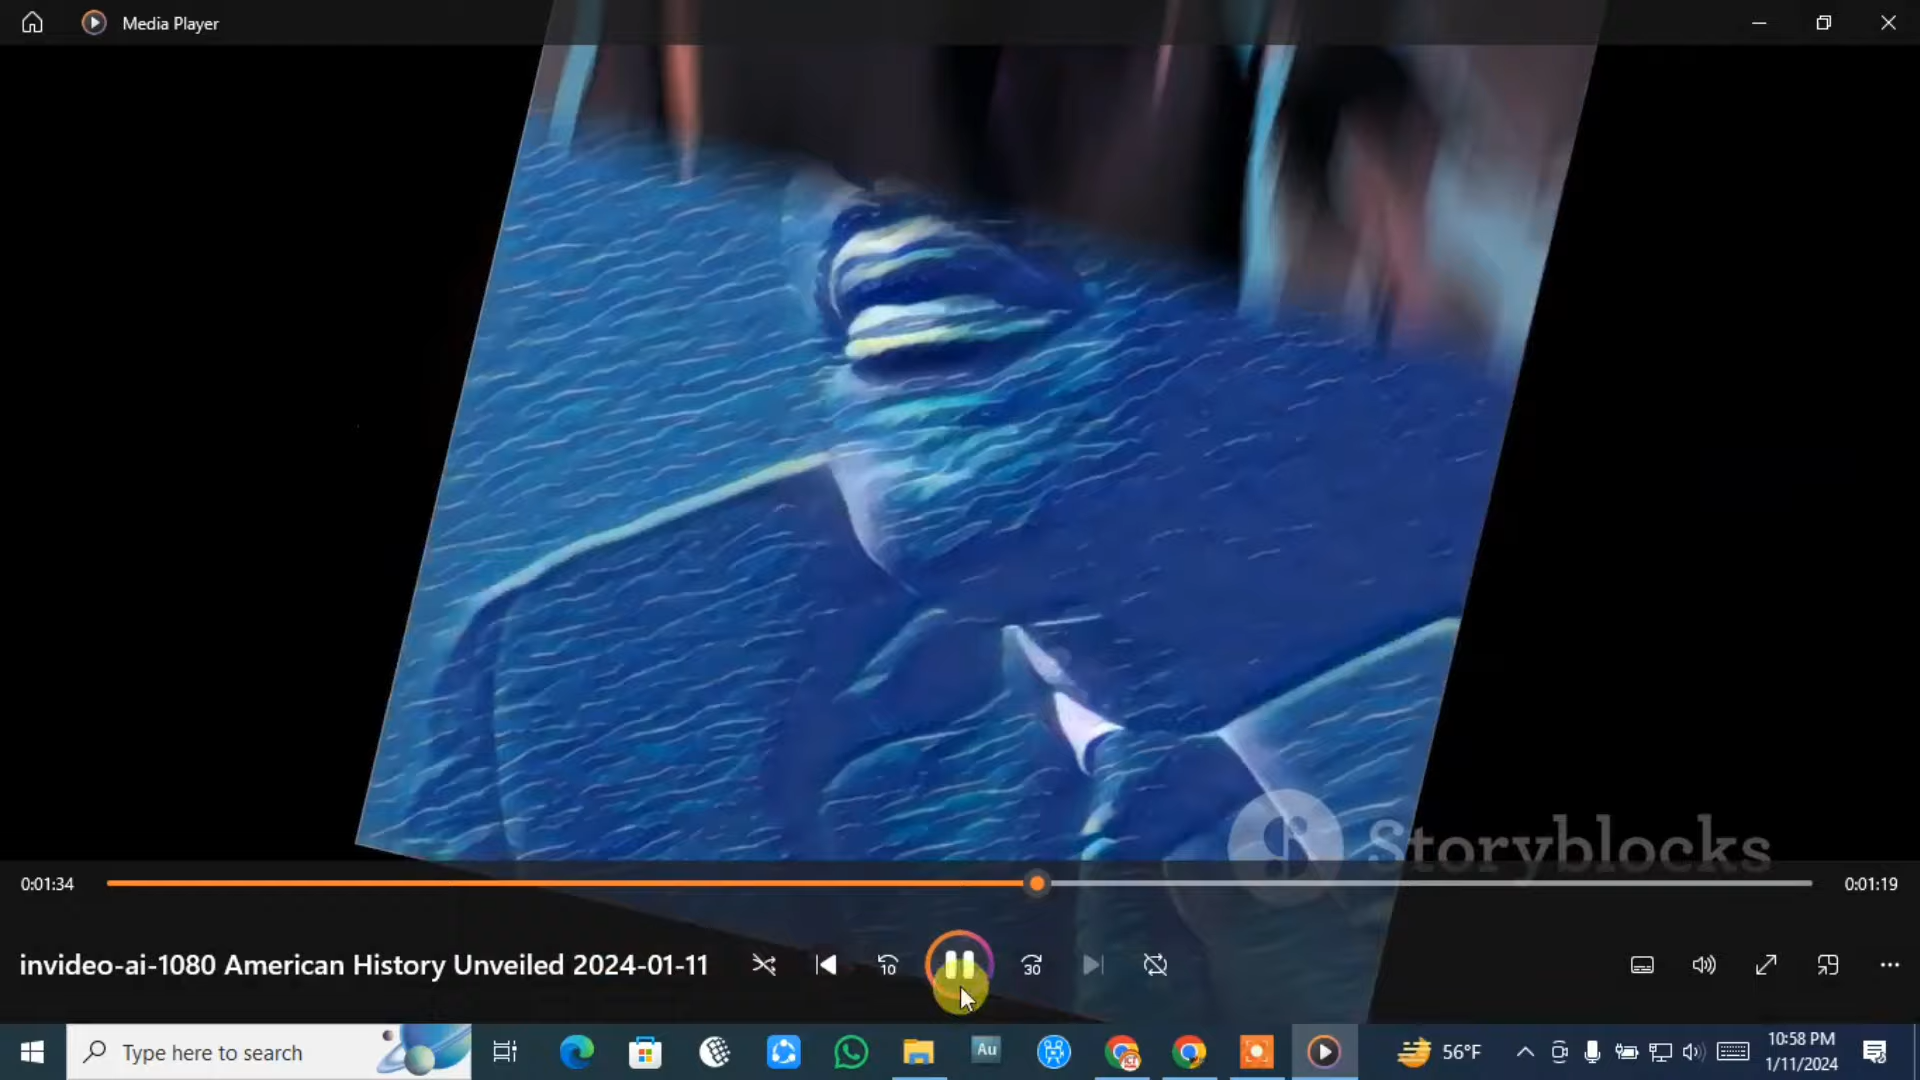 Media Player
Storyblocks
0:01:34
0:01:19
invideo-ai-1080 American History Unveiled 2024-01-11
10
30
Type here to search
Au
56°F
10:58 PM
1/11/2024